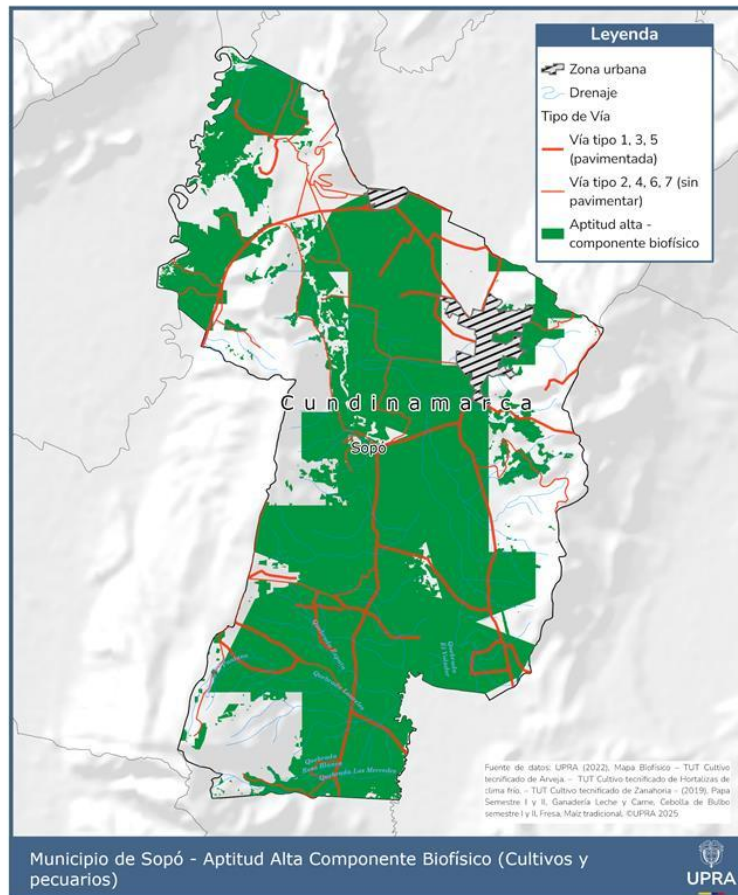 Leyenda
Zona urbana
Drenaje
Tipo de Vía
Vía tipo 1, 3, 5
(pavimentada)
Vía tipo 2, 4, 6, 7 (sin
pavimentar)
Aptitud alta -
componente biofísico
Cundinamarca
Sopó
Quebrada
El Volador
Quebrada
Quebrada
Quebrada Las Mercedes
Fuente de datos: UPRA (2022), Mapa Biofísico – TUT Cultivo
tecnificado de Arveja. – TUT Cultivo tecnificado de Hortalizas de
clima frío. – TUT Cultivo tecnificado de Zanahoria – (2019), Papa
Semestre I y II, Ganadería Leche y Carne, Cebolla de Bulbo
semestre I y II, Fresa, Maíz tradicional. ©UPRA 2025
Municipio de Sopó - Aptitud Alta Componente Biofísico (Cultivos y
pecuarios)
UPRA